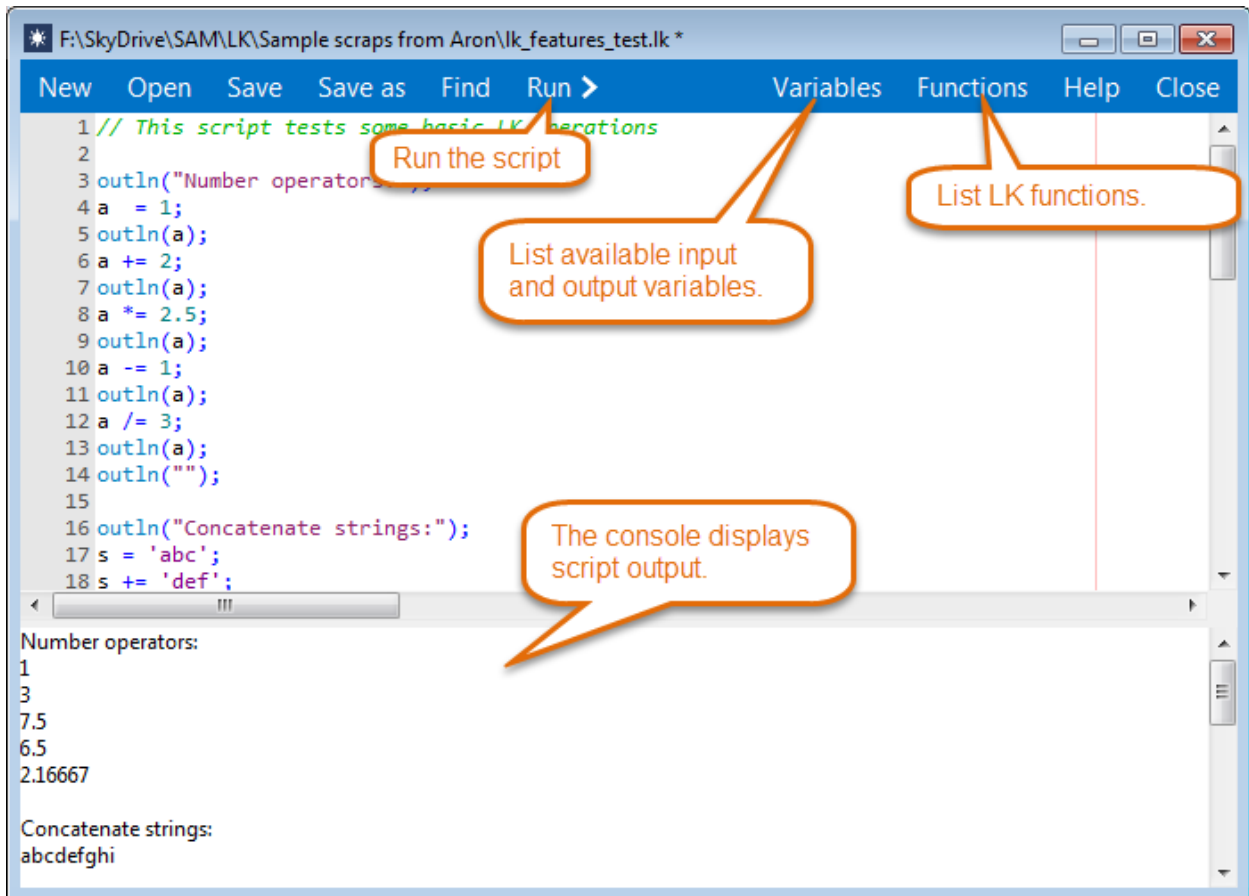 F:\SkyDrive\SAM\LK\Sample scraps from Aron\lk_features_test.lk *
New Open Save Save as Find Run > Variables Functions Help Close
1 // This script tests some basic LK operations
2
3 outln("Number operators:
4 a  = 1;
5 outln(a);
6 a += 2;
7 outln(a);
8 a *= 2.5;
9 outln(a);
10 a -= 1;
11 outln(a);
12 a /= 3;
13 outln(a);
14 outln("");
15
16 outln("Concatenate strings:");
17 s = 'abc';
18 s += 'def';
Run the script
List available input
and output variables.
List LK functions.
The console displays
script output.
Number operators:
1
3
7.5
6.5
2.16667
Concatenate strings:
abcdefghi